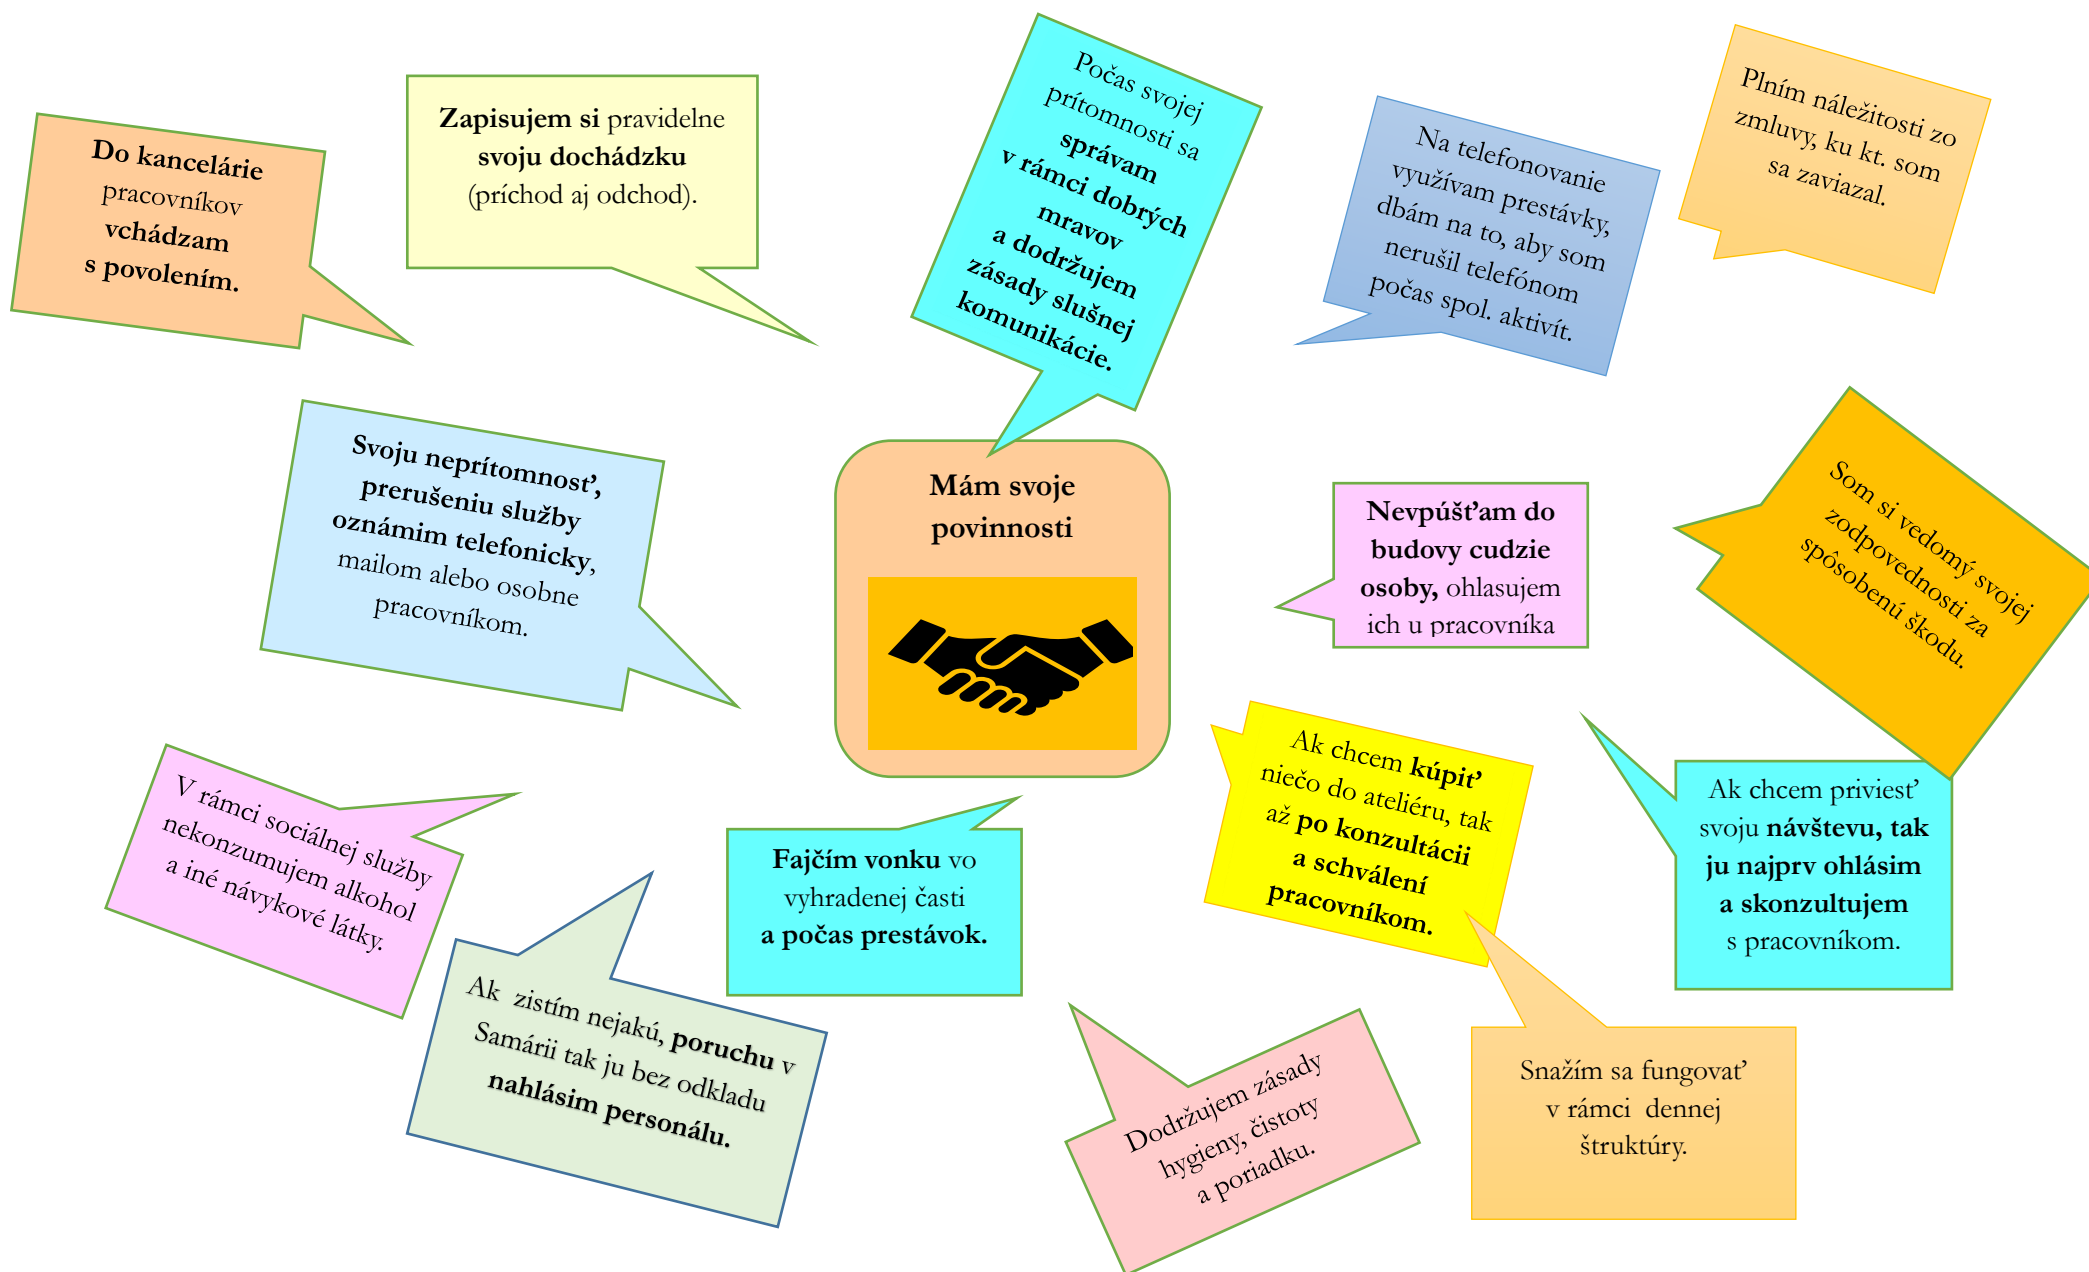 Do kancelárie
pracovníkov
vchádzam
s povolením.
Zapisujem si pravidelne
svoju dochádzku
(príchod aj odchod).
Počas svojej
prítomnosti sa
správam
v rámci dobrých
mravov
a dodržujem
zásady slušnej
komunikácie.
Na telefonovanie
využívam prestávky,
dbám na to, aby som
nerušil telefónom
počas spol. aktivít.
Plním náležitosti zo
zmluvy, ku kt. som
sa zaviazal.
Svoju neprítomnosť,
prerušeniu služby
oznámim telefonicky,
mailom alebo osobne
pracovníkom.
Mám svoje
povinnosti
Nevpúšťam do
budovy cudzie
osoby, ohlasujem
ich u pracovníka
Som si vedomý svojej
zodpovednosti za
spôsobenú škodu.
V rámci sociálnej služby
nekonzumujem alkohol
a iné návykové látky.
Ak zistím nejakú, poruchu v
Samárii tak ju bez odkladu
nahlásim personálu.
Fajčím vonku vo
vyhradenej časti
a počas prestávok.
Ak chcem kúpiť
niečo do ateliéru, tak
až po konzultácii
a schválení
pracovníkom.
Ak chcem priviesť
svoju návštevu, tak
ju najprv ohlásim
a skonzultujem
s pracovníkom.
Dodržujem zásady
hygieny, čistoty
a poriadku.
Snažím sa fungovať
v rámci dennej
štruktúry.